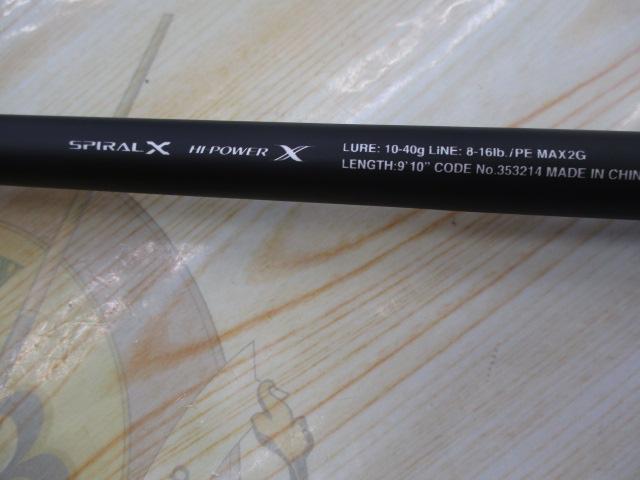 SPIRAL X HI POWER X
LURE: 10-40g LiNE: 8-16lb./PE MAX2G
LENGTH:9'10" CODE No.353214 MADE IN CHIN